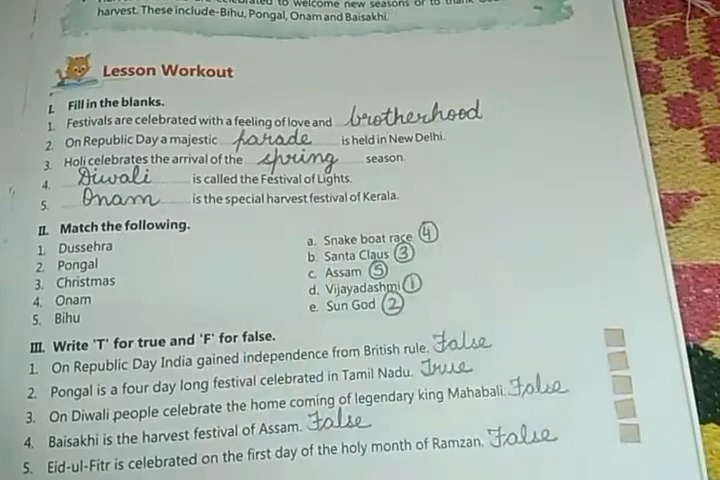 to welcome new seasons or to thank
harvest. These include-Bihu, Pongal, Onam and Baisakhi.
Lesson Workout
I. Fill in the blanks.
1. Festivals are celebrated with a feeling of love and brotherhood
2. On Republic Day a majestic parade is held in New Delhi.
3. Holi celebrates the arrival of the spring season.
4. Diwali is called the Festival of Lights.
5. Onam is the special harvest festival of Kerala.
II. Match the following.
1. Dussehra a. Snake boat race 4
2. Pongal b. Santa Claus 3
3. Christmas c. Assam 5
4. Onam d. Vijayadashmi 1
5. Bihu e. Sun God 2
III. Write 'T' for true and 'F' for false.
1. On Republic Day India gained independence from British rule. False
2. Pongal is a four day long festival celebrated in Tamil Nadu. True
3. On Diwali people celebrate the home coming of legendary king Mahabali. False
4. Baisakhi is the harvest festival of Assam. False
5. Eid-ul-Fitr is celebrated on the first day of the holy month of Ramzan. False